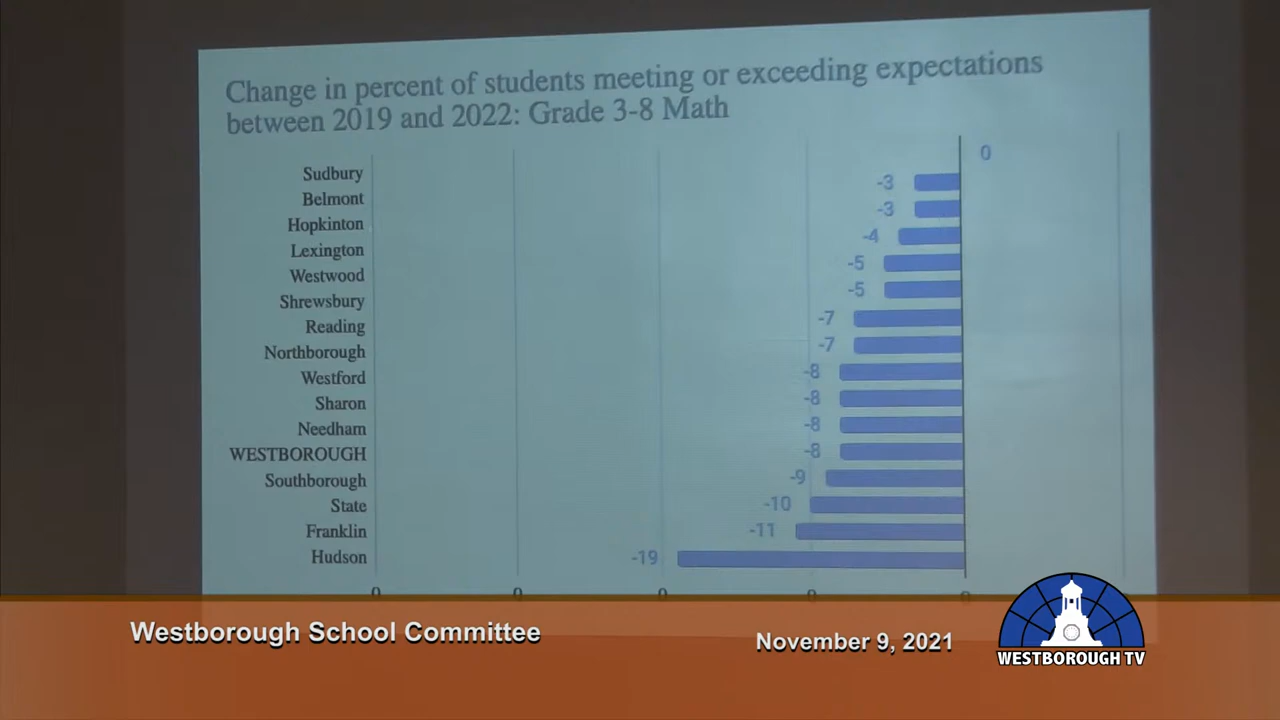 Change in percent of students meeting or exceeding expectations
between 2019 and 2022: Grade 3-8 Math
Sudbury 0
Belmont -3
Hopkinton -3
Lexington -4
Westwood -5
Shrewsbury -5
Reading -7
Northborough -7
Westford -8
Sharon -8
Needham -8
WESTBOROUGH -8
Southborough -9
State -10
Franklin -11
Hudson -19
Westborough School Committee
November 9, 2021
WESTBOROUGH TV